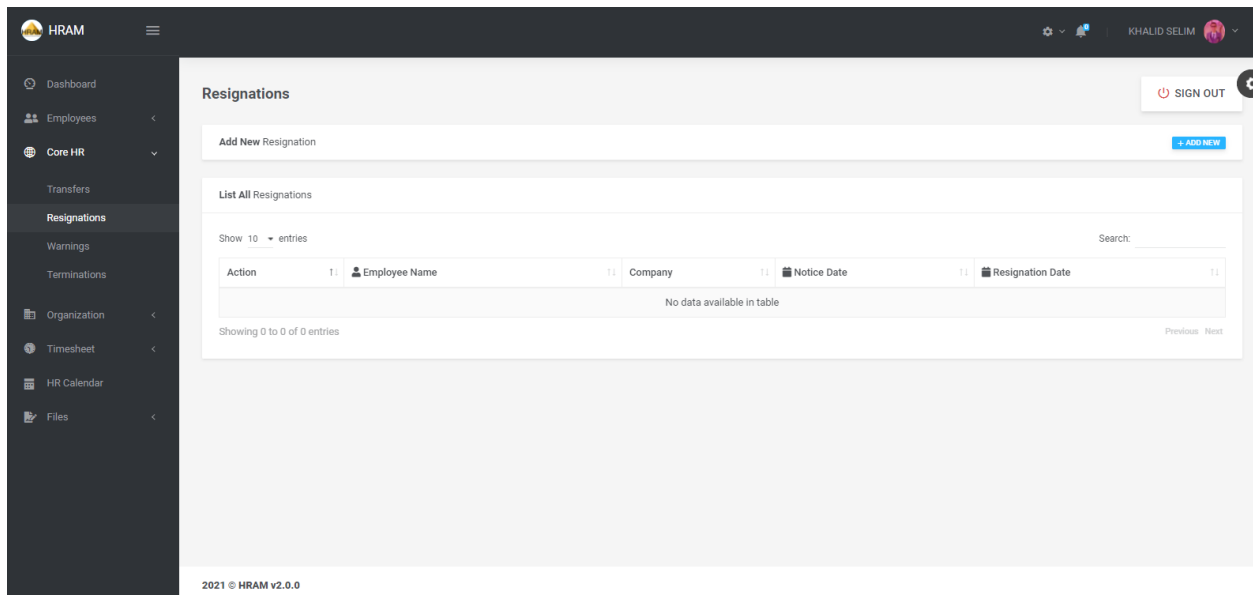 HRAM
KHALID SELIM
Dashboard
Employees
Core HR
Transfers
Resignations
Warnings
Terminations
Organization
Timesheet
HR Calendar
Files
Resignations
SIGN OUT
Add New Resignation
+ ADD NEW
List All Resignations
Show 10 entries
Search:
Action Employee Name Company Notice Date Resignation Date
No data available in table
Showing 0 to 0 of 0 entries
Previous Next
2021 © HRAM v2.0.0